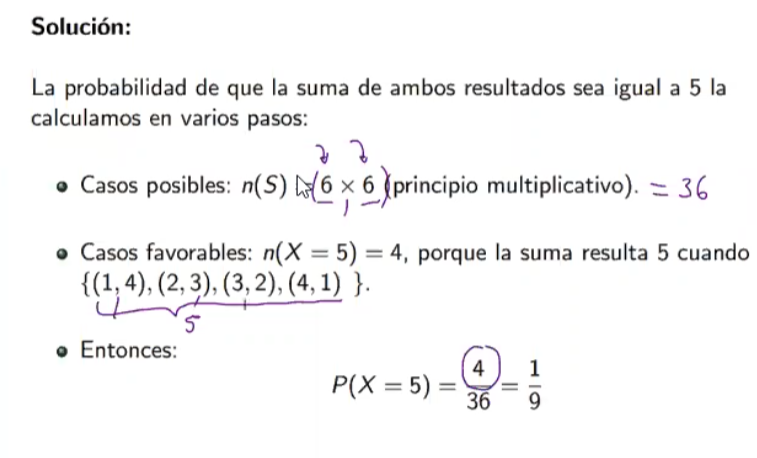 Solución:
La probabilidad de que la suma de ambos resultados sea igual a 5 la
calculamos en varios pasos:
• Casos posibles: n(S) (6 × 6 (principio multiplicativo). = 36
• Casos favorables: n(X = 5) = 4, porque la suma resulta 5 cuando
{(1, 4), (2, 3), (3, 2), (4, 1) }.
5
• Entonces:
P(X = 5) = 4/36 = 1/9